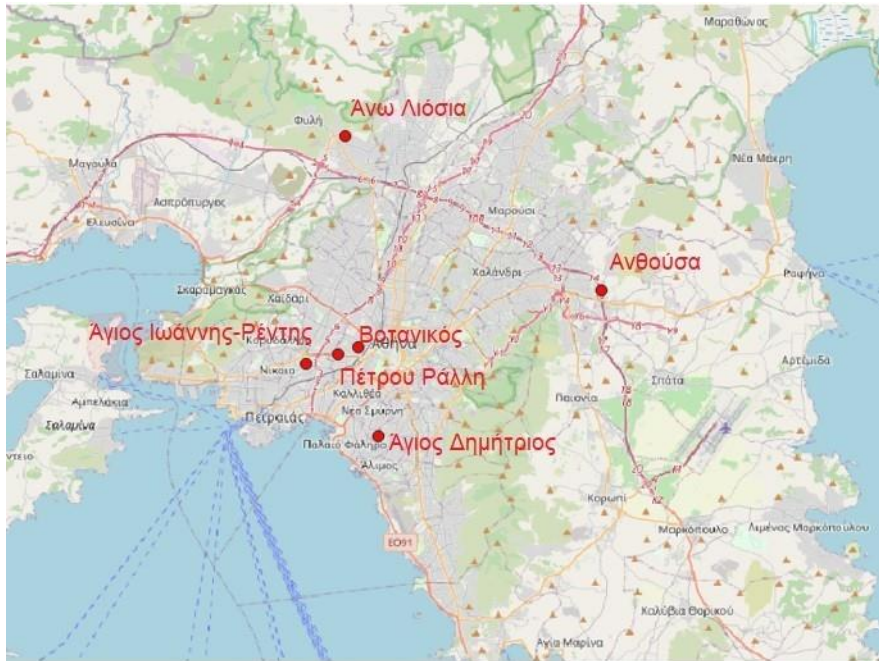 Μαραθώνας
Άνω Λιόσια
Φυλή
Μαγούλα
Νέα Μάκρη
Ασπρόπυργος
Μαρούσι
Ελευσίνα
Ανθούσα
Χαλάνδρι
Ραφήνα
Σκαραμαγκάς
Χαϊδάρι
Άγιος Ιωάννης-Ρέντης
Βοτανικός
Κορυδαλλός
Αθήνα
Νίκαια
Πέτρου Ράλλη
Σαλαμίνα
Αρτέμιδα
Σπάτα
Καλλιθέα
Παιανία
Αμπελάκια
Νέα Σμύρνη
Πειραιάς
Σαλαμίνα
Άγιος Δημήτριος
Παλαιό Φάληρο
Άλιμος
Κορωπί
Μαρκόπουλο
Λιμένας Μαρκοπούλου
ΕΟ91
Καλύβια Θορικού
Αγία Μαρίνα